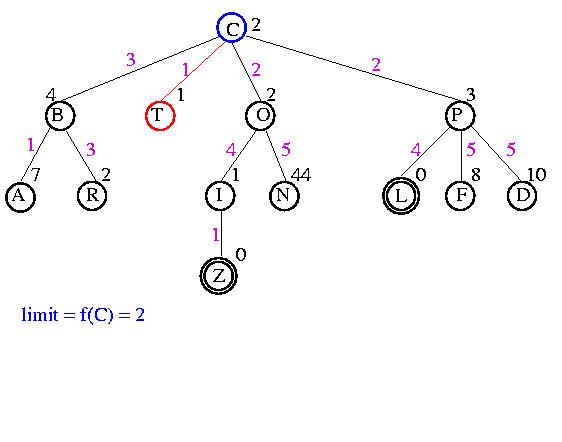 C 2
3 1 2 2
4 1 2 3
B T O P
1 3 4 5 4 5 5
7 2 1 44 0 8 10
A R I N L F D
1
0
Z
limit = f(C) = 2